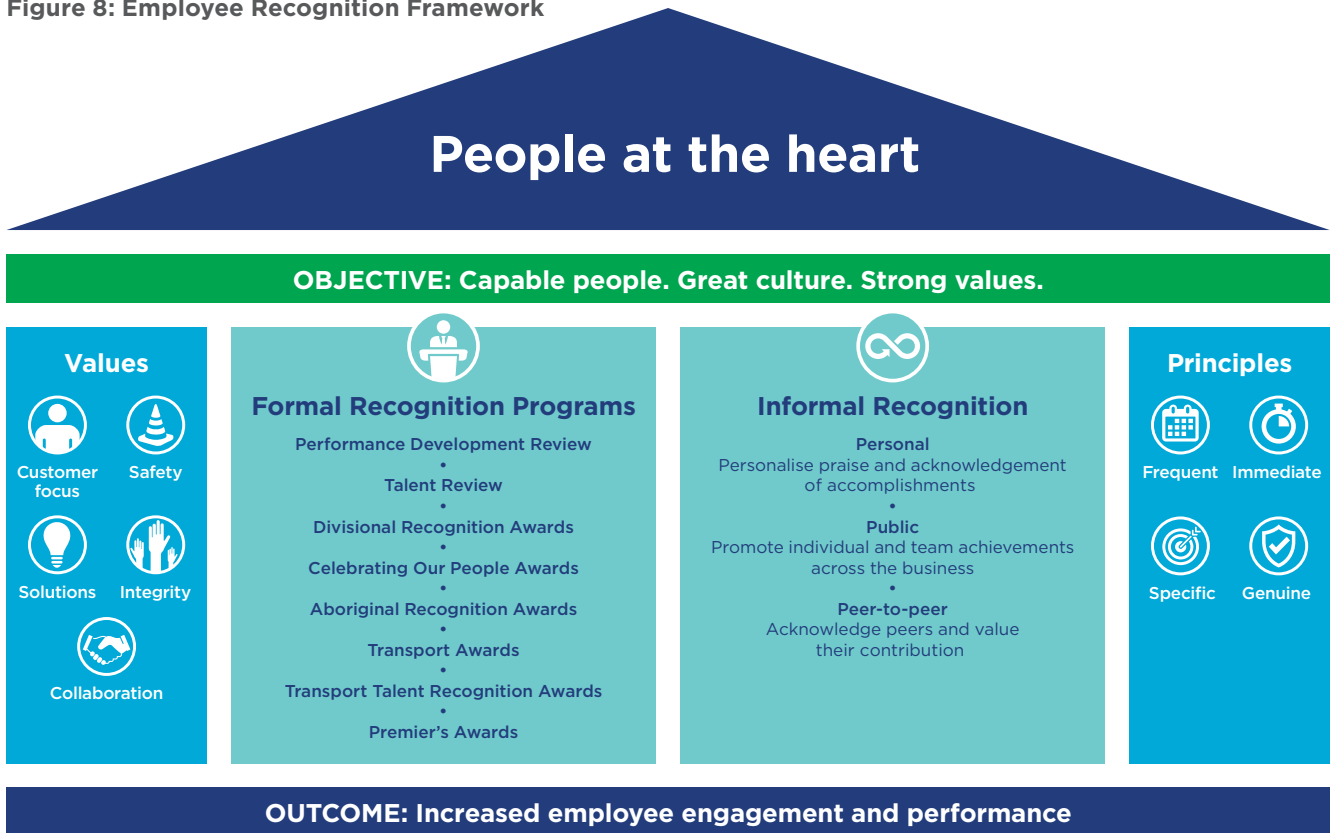 Figure 8: Employee Recognition Framework
People at the heart
OBJECTIVE: Capable people. Great culture. Strong values.
Values
Customer
focus
Safety
Solutions
Integrity
Collaboration
Formal Recognition Programs
Performance Development Review
•
Talent Review
•
Divisional Recognition Awards
•
Celebrating Our People Awards
•
Aboriginal Recognition Awards
•
Transport Awards
•
Transport Talent Recognition Awards
•
Premier’s Awards
Informal Recognition
Personal
Personalise praise and acknowledgement
of accomplishments
•
Public
Promote individual and team achievements
across the business
•
Peer-to-peer
Acknowledge peers and value
their contribution
Principles
Frequent
Immediate
Specific
Genuine
OUTCOME: Increased employee engagement and performance